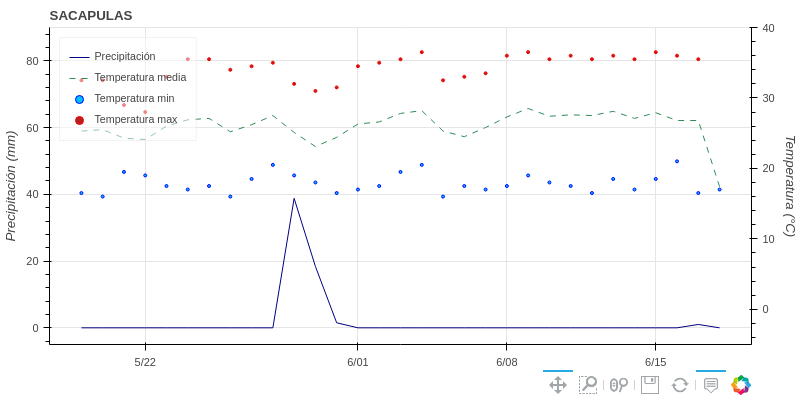 SACAPULAS
Precipitación
Temperatura media
Temperatura min
Temperatura max
Precipitación (mm)
80
60
40
20
0
Temperatura (°C)
40
30
20
10
0
5/22
6/01
6/08
6/15